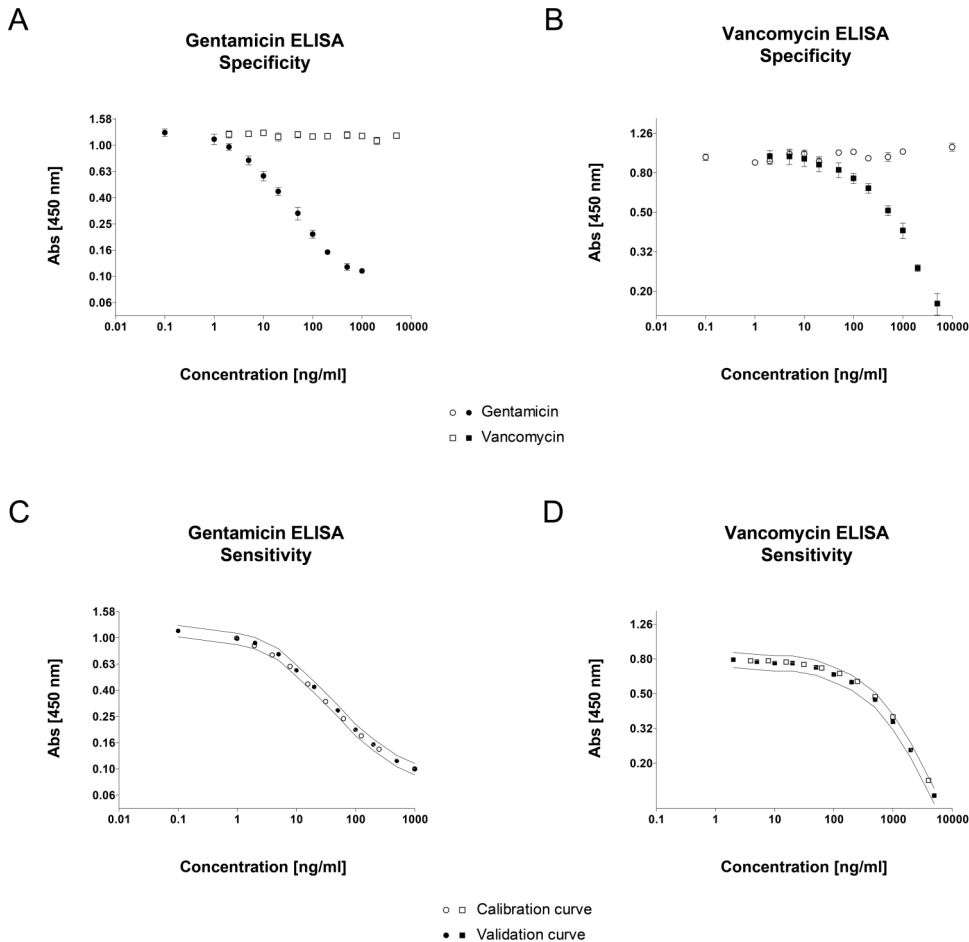 A
Gentamicin ELISA
Specificity
Abs [450 nm]
1.58
1.00
0.63
0.40
0.25
0.16
0.10
0.06
0.01 0.1 1 10 100 1000 10000
Concentration [ng/ml]
B
Vancomycin ELISA
Specificity
Abs [450 nm]
1.26
0.80
0.50
0.32
0.20
0.01 0.1 1 10 100 1000 10000
Concentration [ng/ml]
Gentamicin
Vancomycin
C
Gentamicin ELISA
Sensitivity
Abs [450 nm]
1.58
1.00
0.63
0.40
0.25
0.16
0.10
0.06
0.01 0.1 1 10 100 1000
Concentration [ng/ml]
D
Vancomycin ELISA
Sensitivity
Abs [450 nm]
1.26
0.80
0.50
0.32
0.20
0.1 1 10 100 1000 10000
Concentration [ng/ml]
Calibration curve
Validation curve